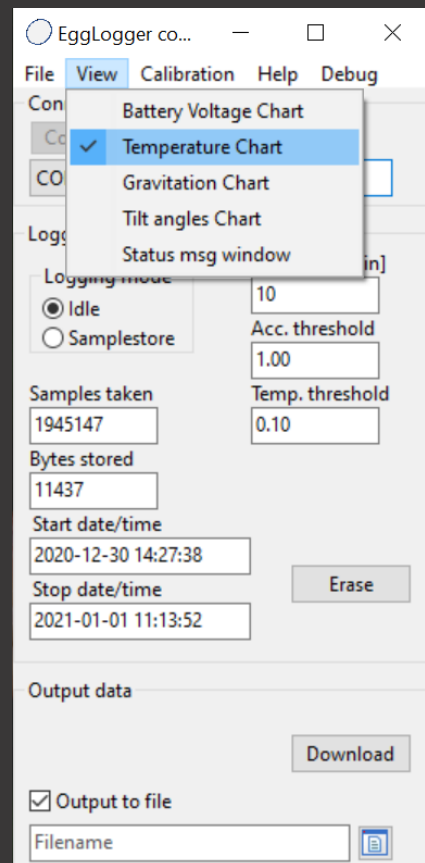 EggLogger co...
File View Calibration Help Debug
Battery Voltage Chart
Temperature Chart
Gravitation Chart
Tilt angles Chart
Status msg window
Logging mode
Idle
Samplestore
in]
10
Acc. threshold
1.00
Samples taken
1945147
Temp. threshold
0.10
Bytes stored
11437
Start date/time
2020-12-30 14:27:38
Stop date/time
2021-01-01 11:13:52
Erase
Output data
Download
Output to file
Filename